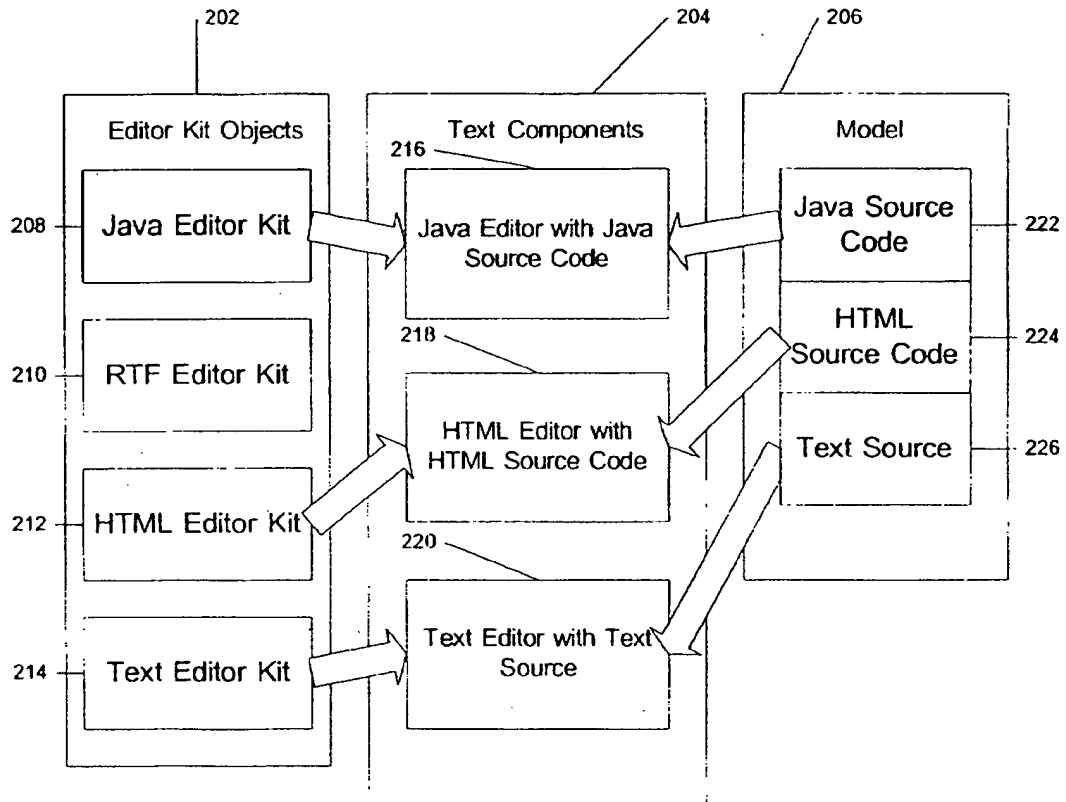 202
204
206
Editor Kit Objects
Text Components
Model
208
Java Editor Kit
210
RTF Editor Kit
212
HTML Editor Kit
214
Text Editor Kit
216
Java Editor with Java
Source Code
218
HTML Editor with
HTML Source Code
220
Text Editor with Text
Source
Java Source
Code
222
HTML
Source Code
224
Text Source
226